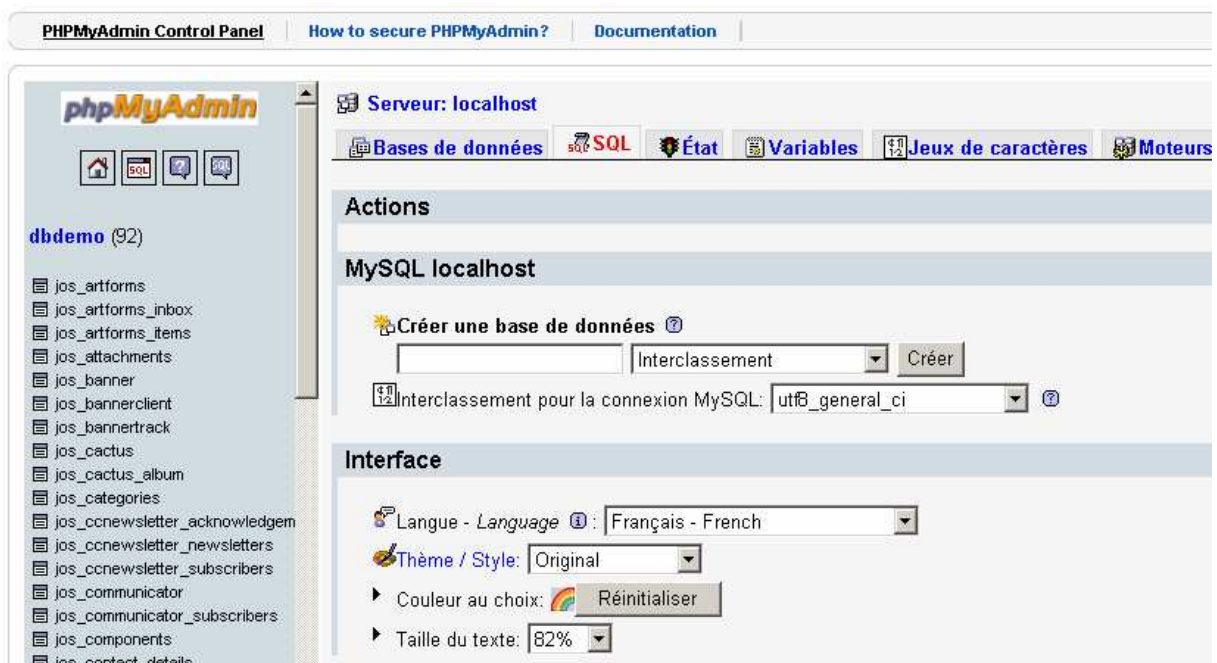 PHPMyAdmin Control Panel How to secure PHPMyAdmin? Documentation
phpMyAdmin
SQL ? SQL
dbdemo (92)
jos_artforms
jos_artforms_inbox
jos_artforms_items
jos_attachments
jos_banner
jos_bannerclient
jos_bannertrack
jos_cactus
jos_cactus_album
jos_categories
jos_ccnewsletter_acknowledgem
jos_ccnewsletter_newsletters
jos_ccnewsletter_subscribers
jos_communicator
jos_communicator_subscribers
jos_components
jos_contact_details
Serveur: localhost
Bases de données SQL État Variables Jeux de caractères Moteurs
Actions
MySQL localhost
Créer une base de données
Interclassement Créer
Interclassement pour la connexion MySQL: utf8_general_ci
Interface
Langue - Language : Français - French
Thème / Style: Original
Couleur au choix: Réinitialiser
Taille du texte: 82%